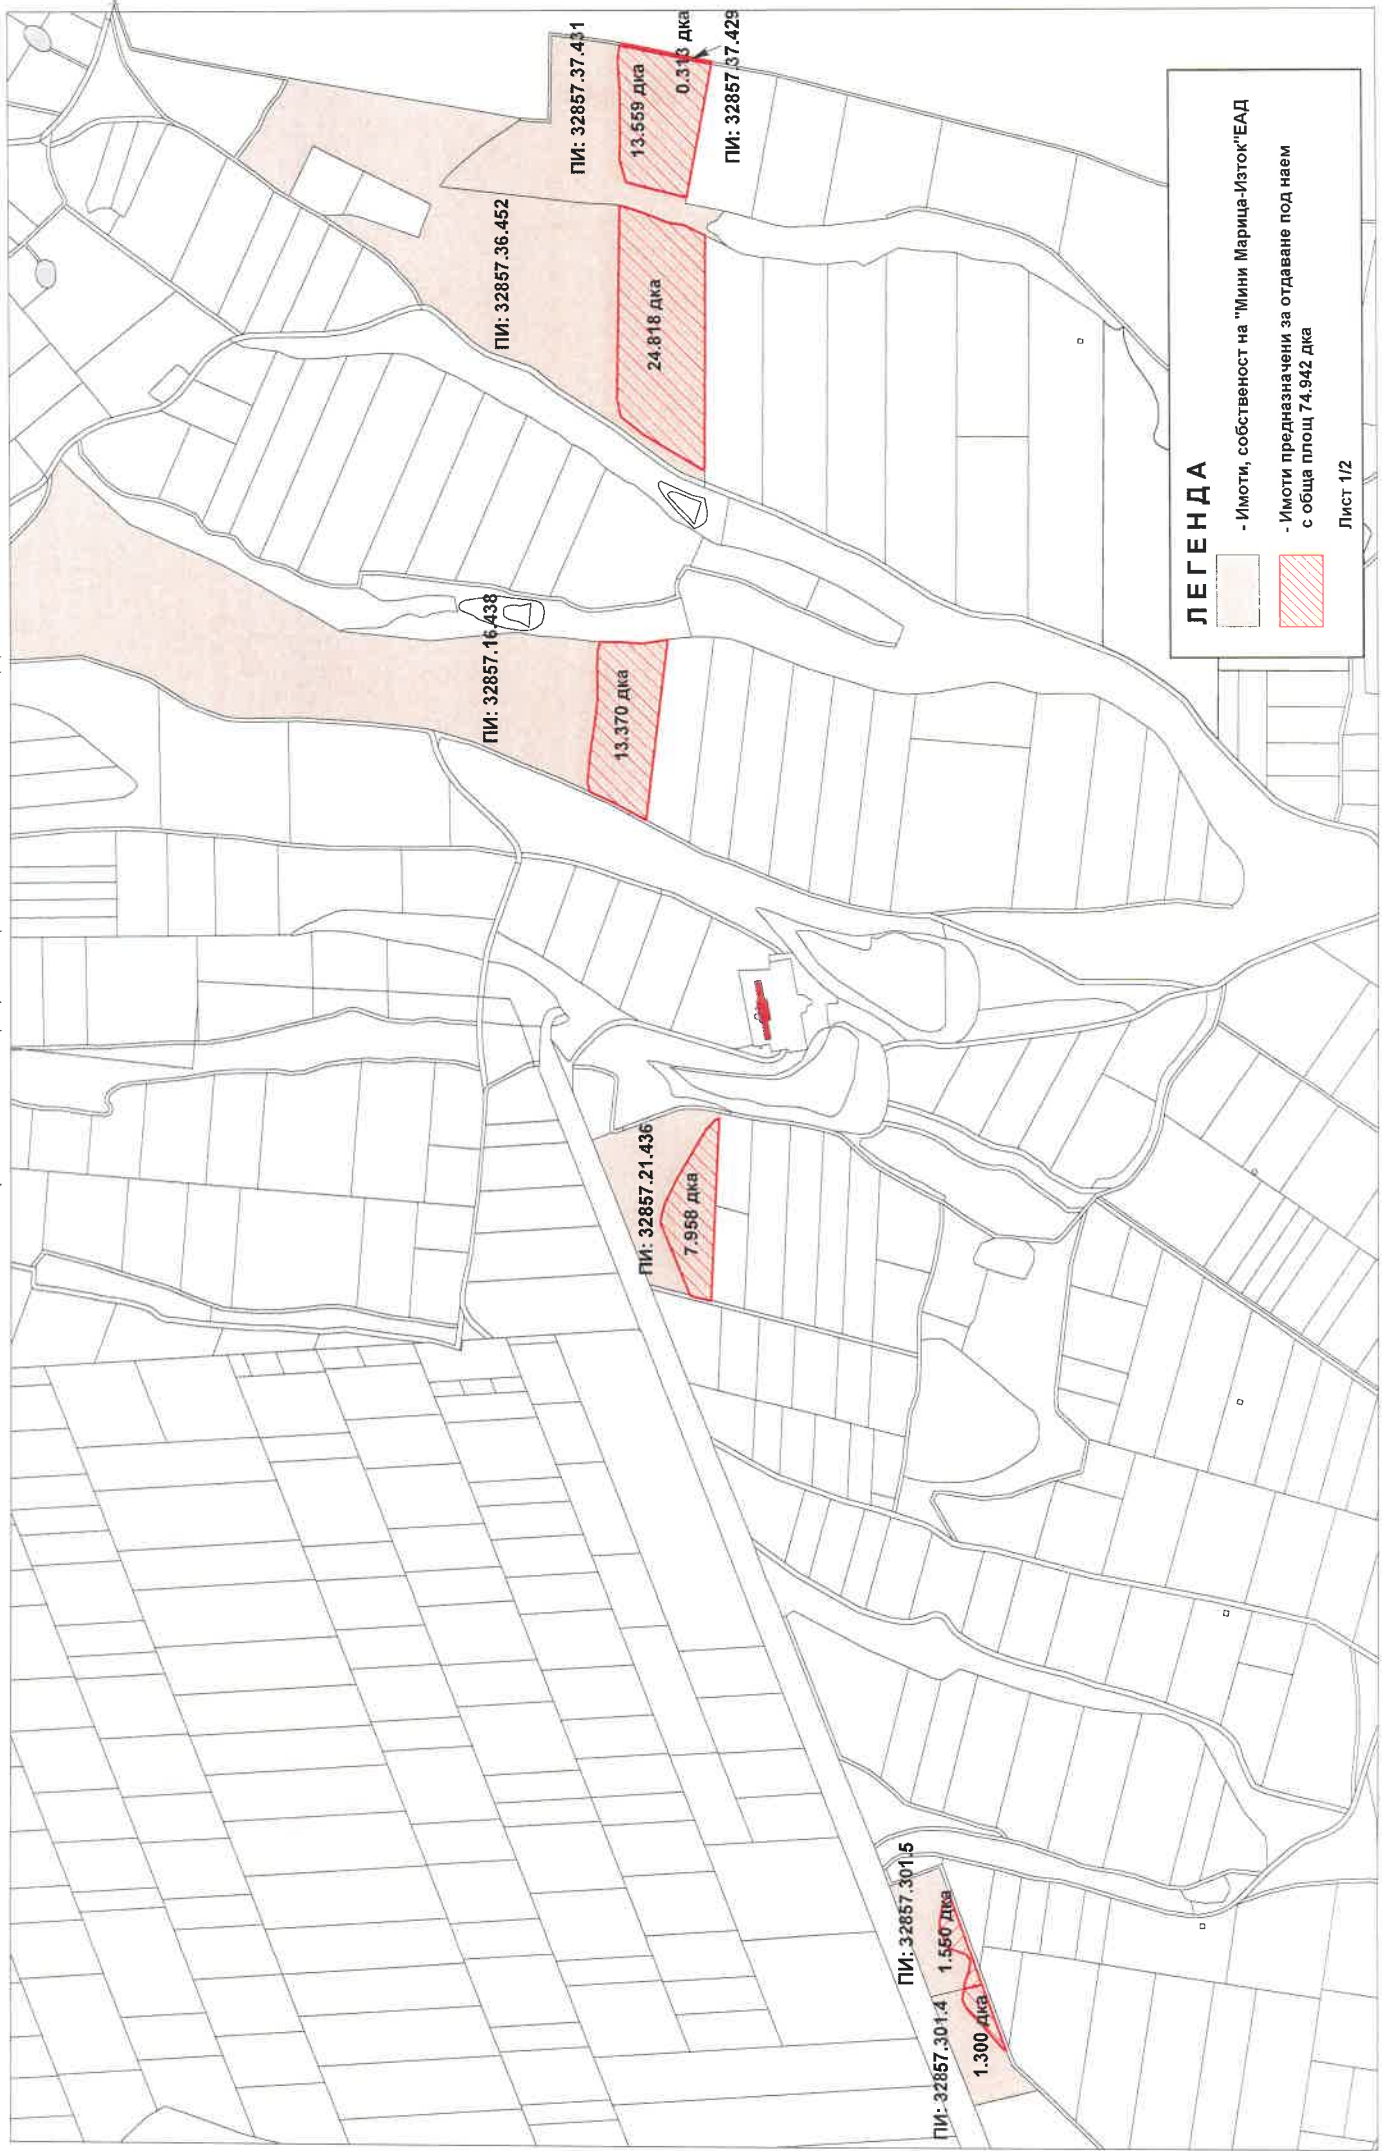 ПИ: 32857.301.4
1.300 дка
ПИ: 32857.301.5
1.550 дка
ПИ: 32857.21.436
7.958 дка
ПИ: 32857.16.438
13.370 дка
ПИ: 32857.36.452
24.818 дка
ПИ: 32857.37.431
13.559 дка
0.313 дка
ПИ: 32857.37.429
ЛЕГЕНДА
- Имоти, собственост на "Мини Марица-Изток"ЕАД
- Имоти предназначени за отдаване под наем
с обща площ 74.942 дка
Лист 1/2